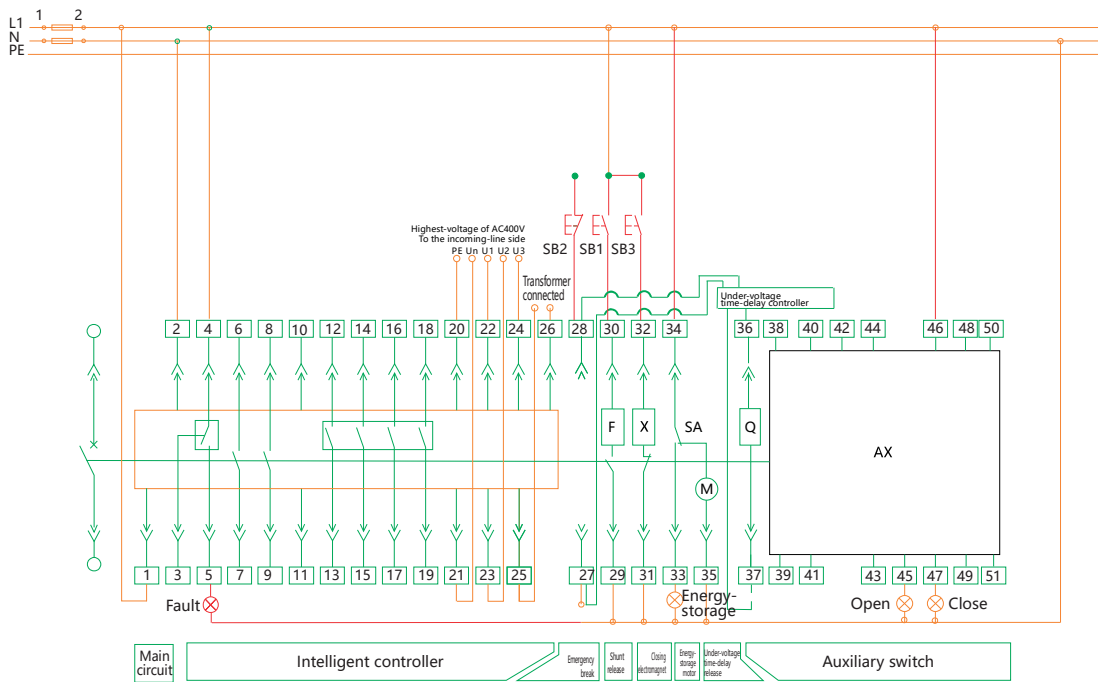 L1 1 2
N
PE
Highest-voltage of AC400V
To the incoming-line side
PE Un U1 U2 U3
SB2 SB1 SB3
Transformer
connected
Under-voltage
time-delay controller
2 4 6 8 10 12 14 16 18 20 22 24 26 28 30 32 34 36 38 40 42 44 46 48 50
F X SA Q
AX
M
1 3 5 7 9 11 13 15 17 19 21 23 25 27 29 31 33 35 37 39 41 43 45 47 49 51
Fault
Energy-
storage
Open Close
Main
circuit
Intelligent controller
Emergency
break
Shunt
release
Closing
electromagnet
Energy-
storage
motor
Under-voltage
time-delay
release
Auxiliary switch